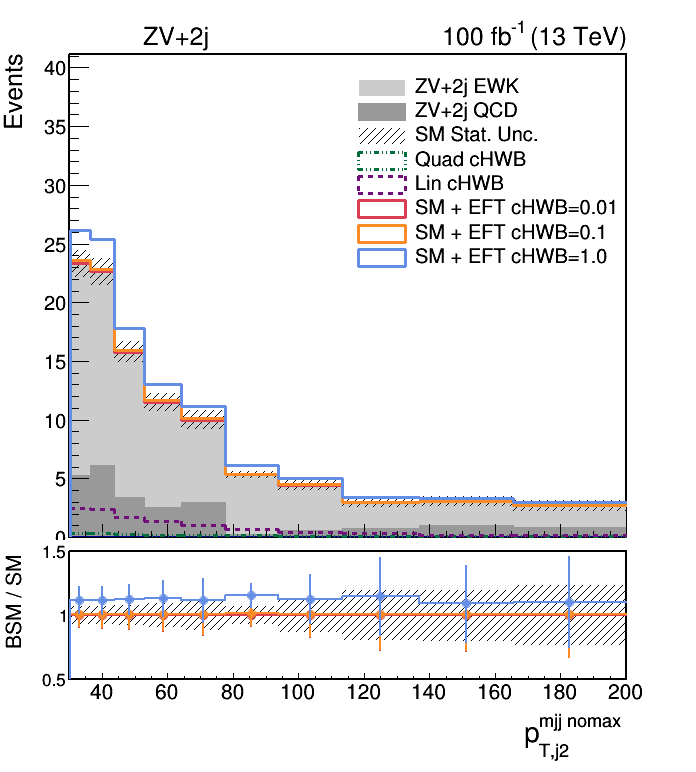 ZV+2j 100 fb-1 (13 TeV)
Events
40
35
30
25
20
15
10
5
0
ZV+2j EWK
ZV+2j QCD
SM Stat. Unc.
Quad cHWB
Lin cHWB
SM + EFT cHWB=0.01
SM + EFT cHWB=0.1
SM + EFT cHWB=1.0
BSM / SM
1.5
1
0.5
40 60 80 100 120 140 160 180 200
p T,j2 mjj nomax